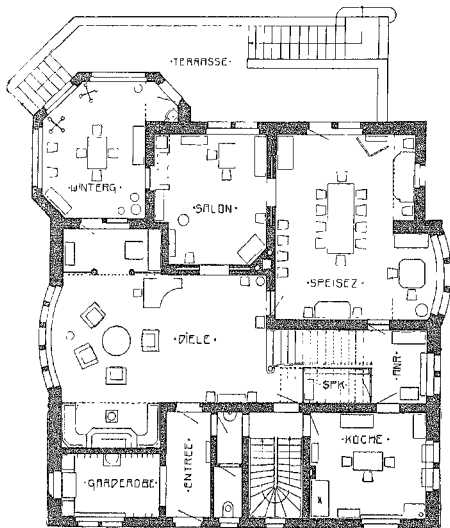 ·TERRASSE·
·WINTERG·
·SALON·
·SPEISEZ·
·DIELE·
·ANR·
·SPK·
·KÜCHE·
·GARDEROBE·
·ENTREE·